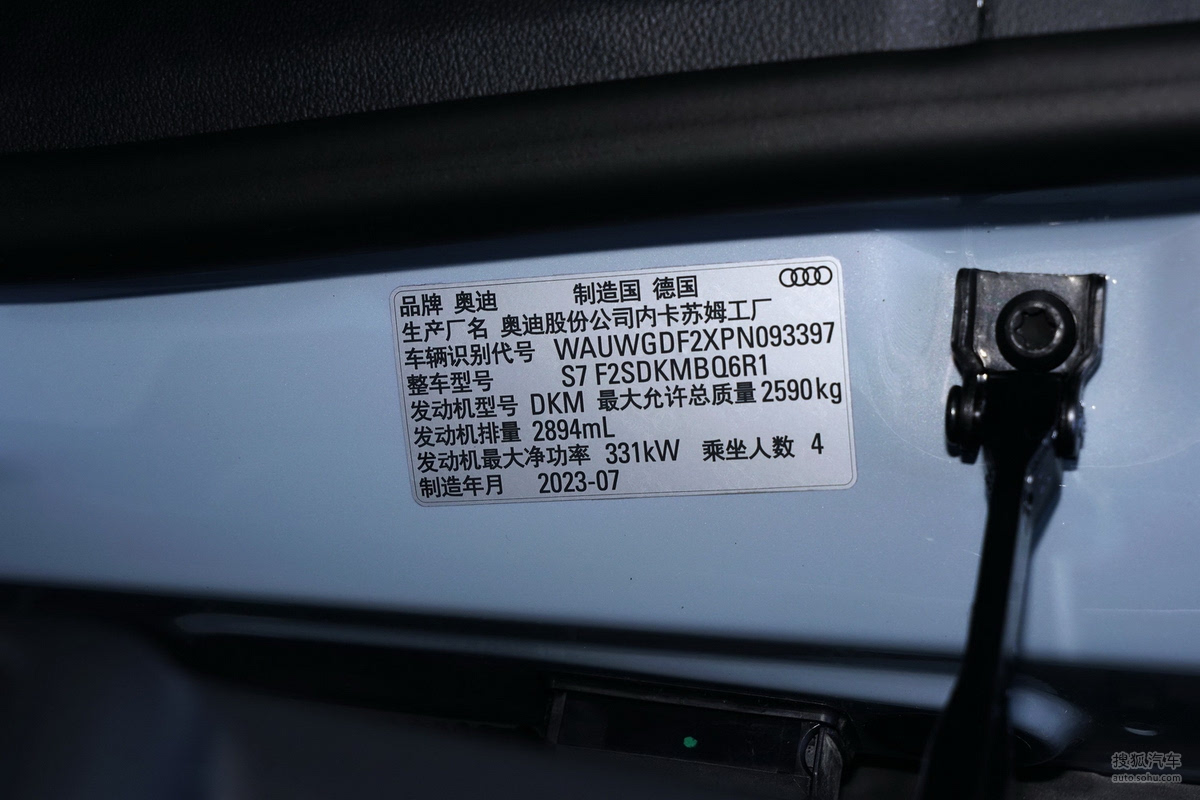 品牌 奥迪 制造国 德国
生产厂名 奥迪股份公司内卡苏姆工厂
车辆识别代号 WAUWGDF2XPN093397
整车型号 S7 F2SDKMBQ6R1
发动机型号 DKM 最大允许总质量 2590kg
发动机排量 2894mL
发动机最大净功率 331kW 乘坐人数 4
制造年月 2023-07
搜狐汽车
auto.sohu.com